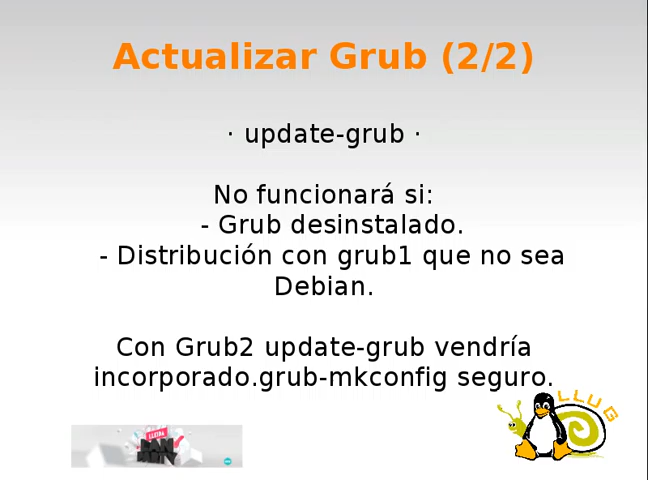 Actualizar Grub (2/2)
· update-grub ·
No funcionará si:
- Grub desinstalado.
- Distribución con grub1 que no sea
Debian.
Con Grub2 update-grub vendría
incorporado.grub-mkconfig seguro.
LLUG